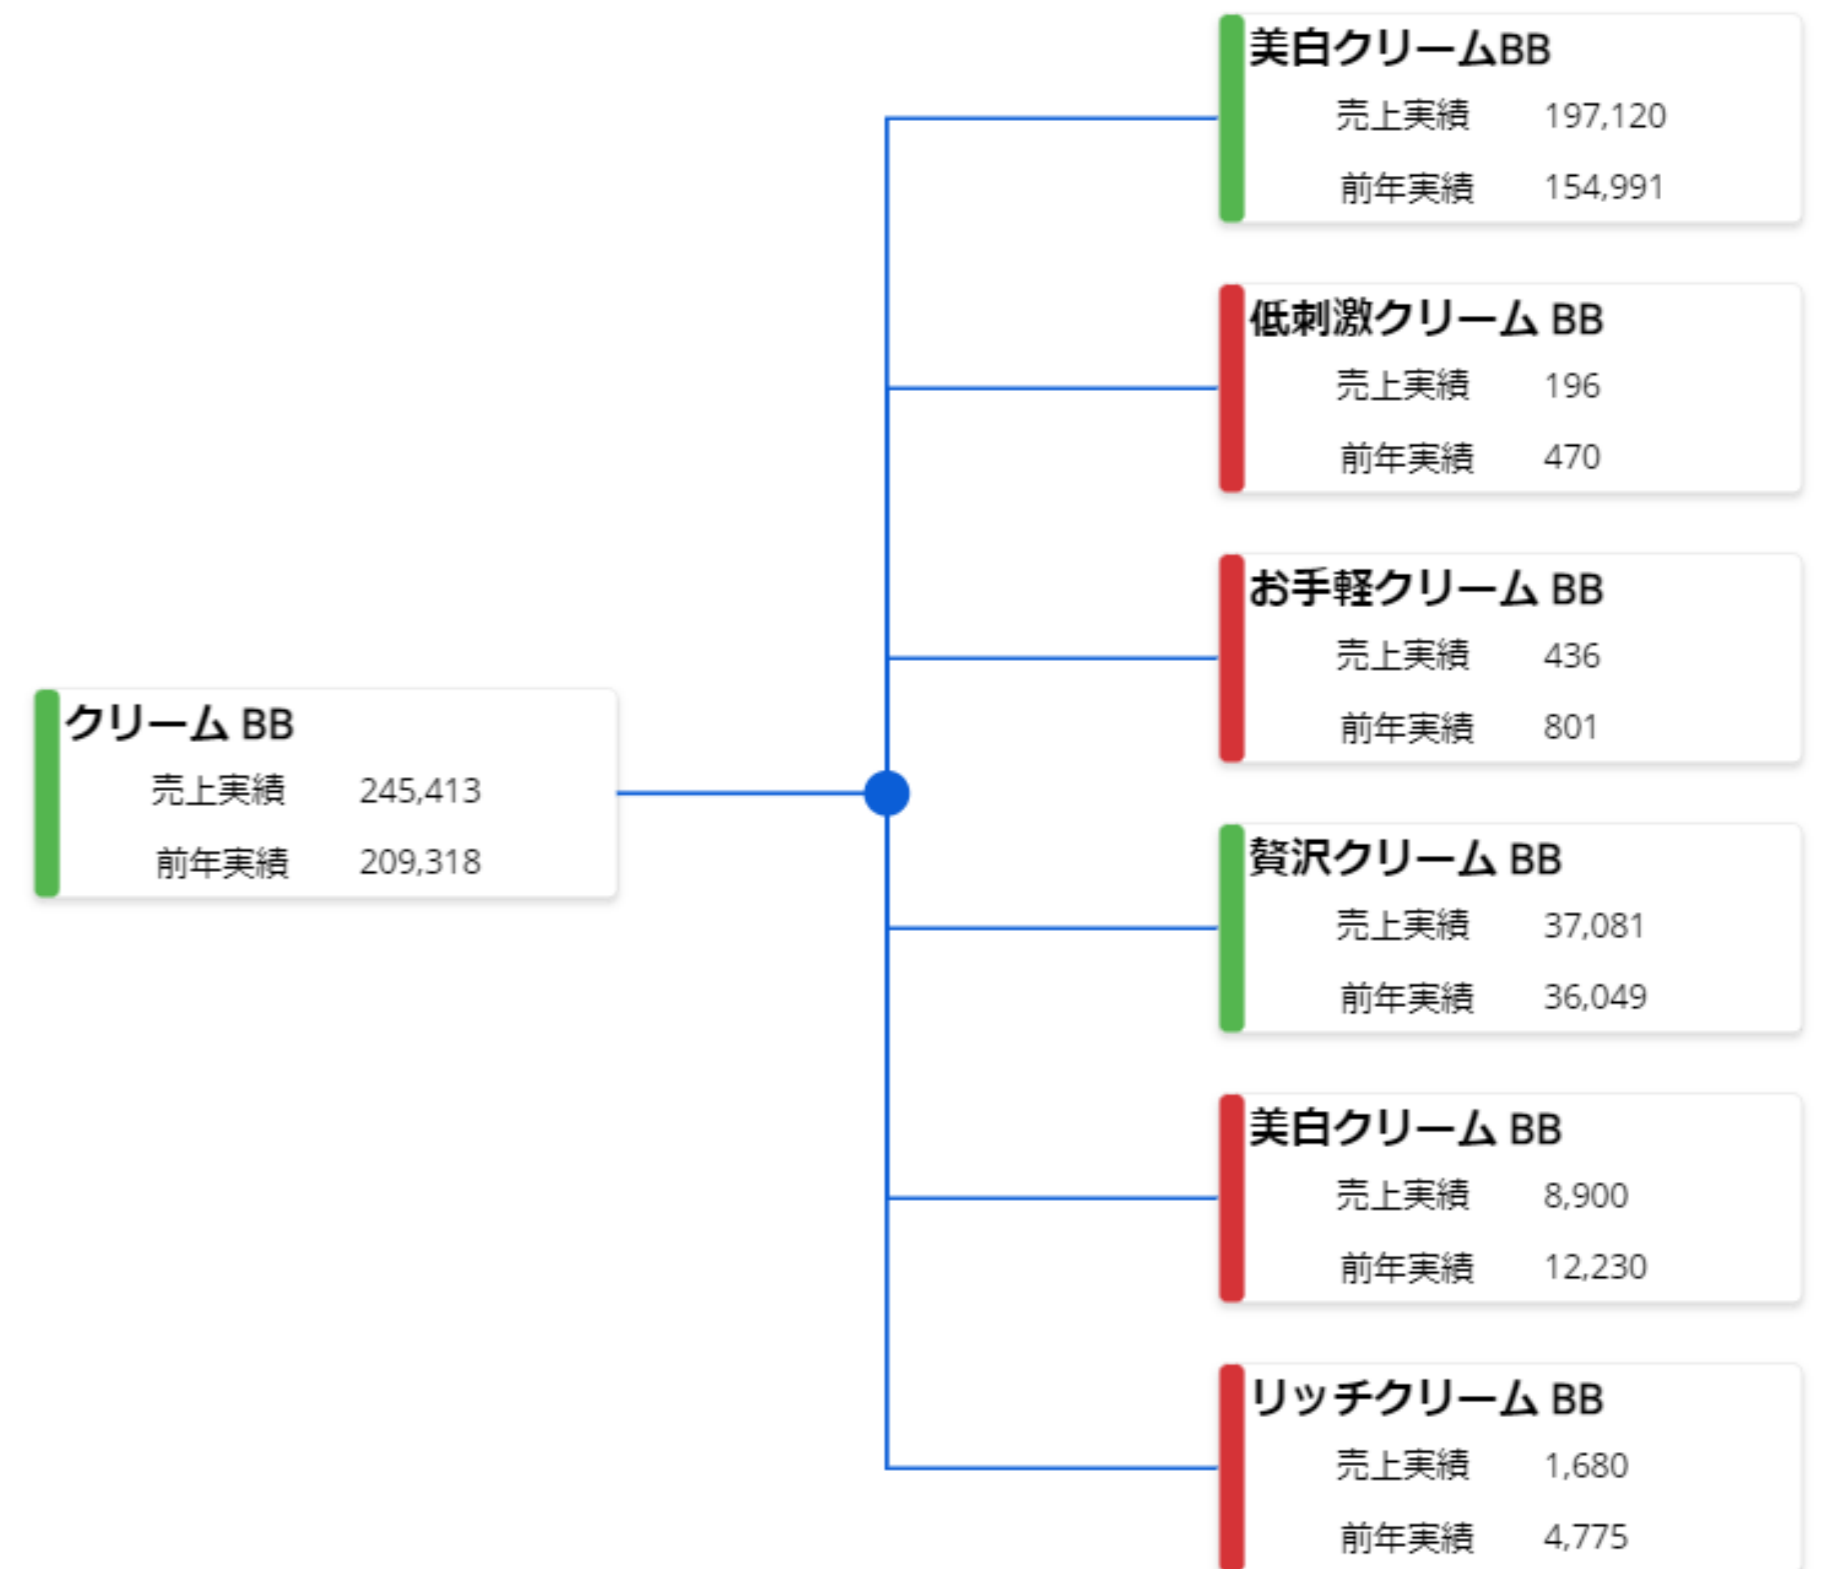 クリーム BB
売上実績 245,413
前年実績 209,318
美白クリームBB
売上実績 197,120
前年実績 154,991
低刺激クリーム BB
売上実績 196
前年実績 470
お手軽クリーム BB
売上実績 436
前年実績 801
贅沢クリーム BB
売上実績 37,081
前年実績 36,049
美白クリーム BB
売上実績 8,900
前年実績 12,230
リッチクリーム BB
売上実績 1,680
前年実績 4,775